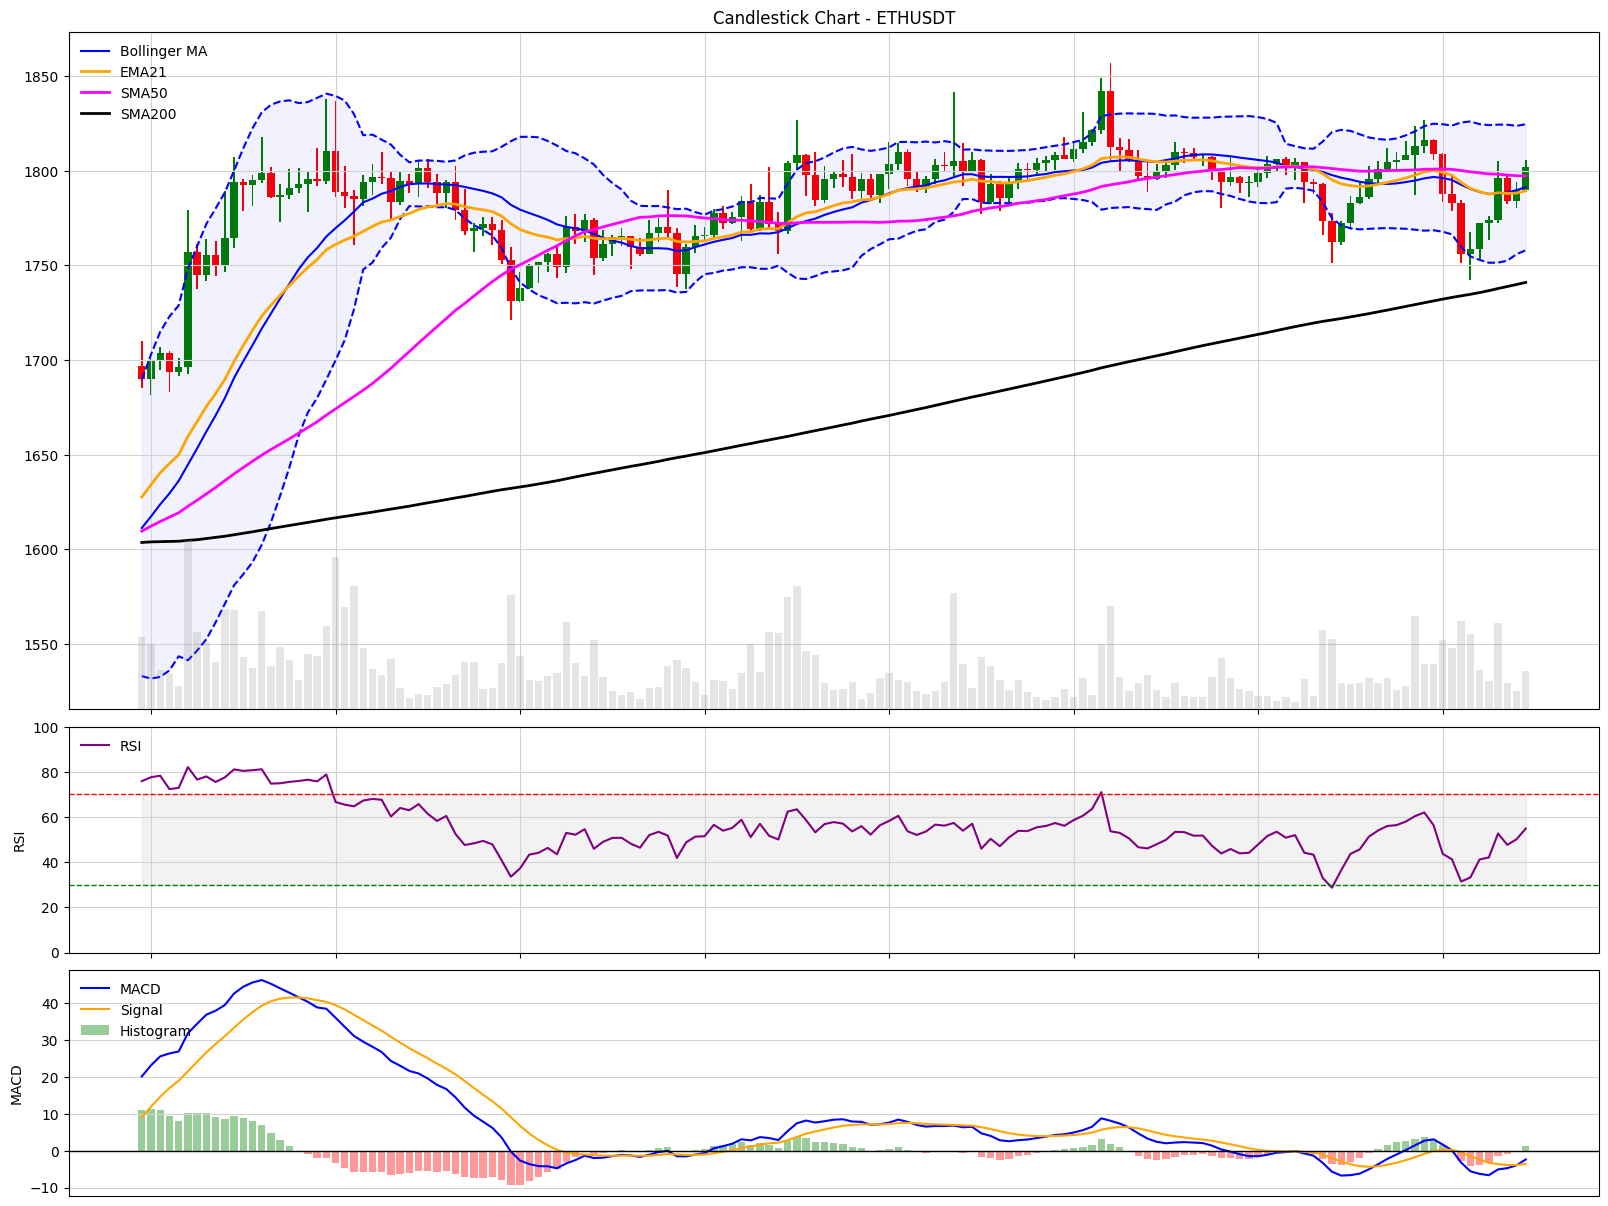 Candlestick Chart - ETHUSDT
Bollinger MA
EMA21
SMA50
SMA200
1850
1800
1750
1700
1650
1600
1550
100
80
60
40
20
0
RSI
RSI
40
30
20
10
0
−10
MACD
MACD
Signal
Histogram